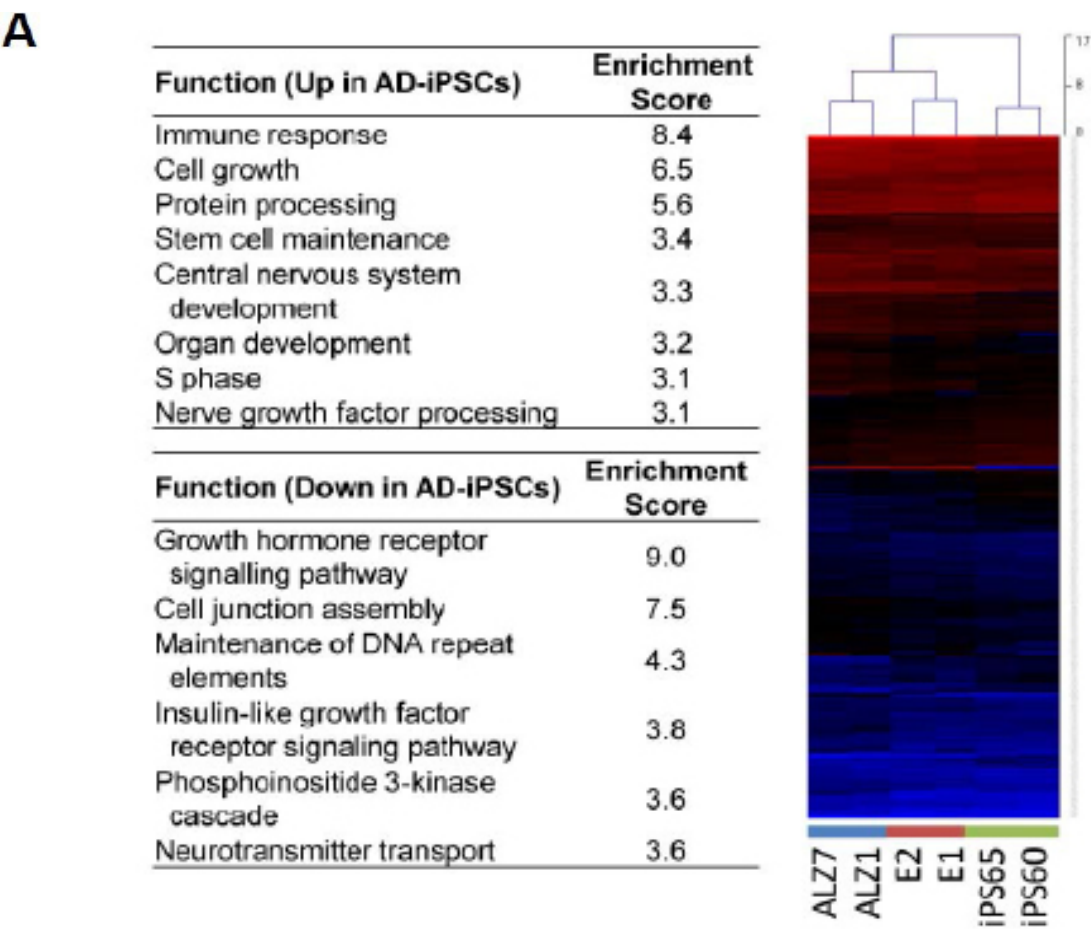 A
Function (Up in AD-iPSCs) Enrichment Score
Immune response 8.4
Cell growth 6.5
Protein processing 5.6
Stem cell maintenance 3.4
Central nervous system
development 3.3
Organ development 3.2
S phase 3.1
Nerve growth factor processing 3.1
Function (Down in AD-iPSCs) Enrichment Score
Growth hormone receptor
signalling pathway 9.0
Cell junction assembly 7.5
Maintenance of DNA repeat
elements 4.3
Insulin-like growth factor
receptor signaling pathway 3.8
Phosphoinositide 3-kinase
cascade 3.6
Neurotransmitter transport 3.6
17
8
0
ALZ7
ALZ1
E2
E1
iPS65
iPS60